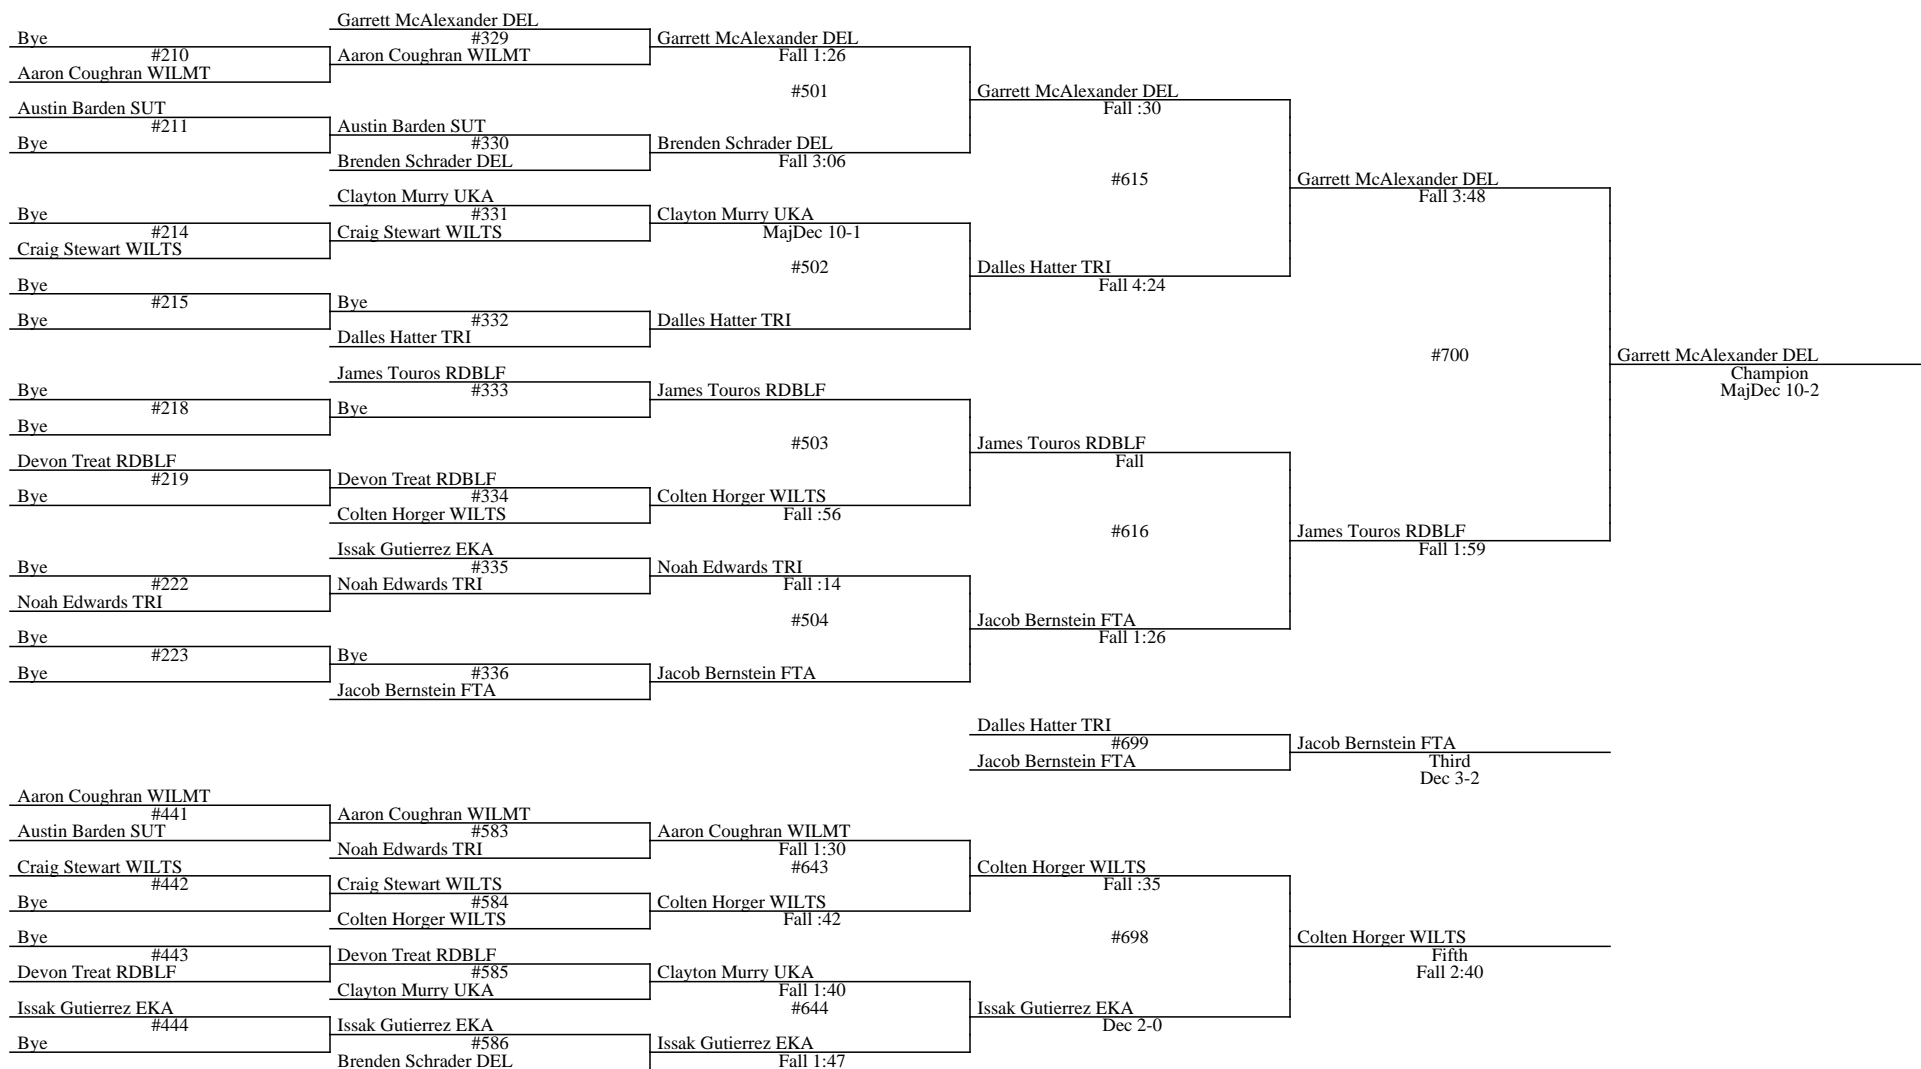 Garrett McAlexander DEL
Bye
#329
Garrett McAlexander DEL
#210
Aaron Coughran WILMT
Fall 1:26
Aaron Coughran WILMT
#501
Garrett McAlexander DEL
Austin Barden SUT
Fall :30
#211
Austin Barden SUT
Bye
#330
Brenden Schrader DEL
Brenden Schrader DEL
Fall 3:06
#615
Garrett McAlexander DEL
Clayton Murry UKA
Fall 3:48
Bye
#331
Clayton Murry UKA
#214
Craig Stewart WILTS
MajDec 10-1
Craig Stewart WILTS
#502
Dalles Hatter TRI
Bye
Fall 4:24
#215
Bye
Bye
#332
Dalles Hatter TRI
Dalles Hatter TRI
#700
Garrett McAlexander DEL
James Touros RDBLF
Champion
Bye
#333
James Touros RDBLF
MajDec 10-2
#218
Bye
Bye
#503
James Touros RDBLF
Devon Treat RDBLF
Fall
#219
Devon Treat RDBLF
Bye
#334
Colten Horger WILTS
Colten Horger WILTS
Fall :56
#616
James Touros RDBLF
Issak Gutierrez EKA
Fall 1:59
Bye
#335
Noah Edwards TRI
#222
Noah Edwards TRI
Fall :14
Noah Edwards TRI
#504
Jacob Bernstein FTA
Bye
Fall 1:26
#223
Bye
Bye
#336
Jacob Bernstein FTA
Jacob Bernstein FTA
Dalles Hatter TRI
#699
Jacob Bernstein FTA
Jacob Bernstein FTA
Third
Dec 3-2
Aaron Coughran WILMT
#441
Aaron Coughran WILMT
Austin Barden SUT
#583
Aaron Coughran WILMT
Noah Edwards TRI
Fall 1:30
Craig Stewart WILTS
#643
Colten Horger WILTS
#442
Craig Stewart WILTS
Fall :35
Bye
#584
Colten Horger WILTS
Colten Horger WILTS
Fall :42
Bye
#698
Colten Horger WILTS
#443
Devon Treat RDBLF
Fifth
Devon Treat RDBLF
#585
Clayton Murry UKA
Fall 2:40
Clayton Murry UKA
Fall 1:40
Issak Gutierrez EKA
#644
Issak Gutierrez EKA
#444
Issak Gutierrez EKA
Dec 2-0
Bye
#586
Issak Gutierrez EKA
Brenden Schrader DEL
Fall 1:47